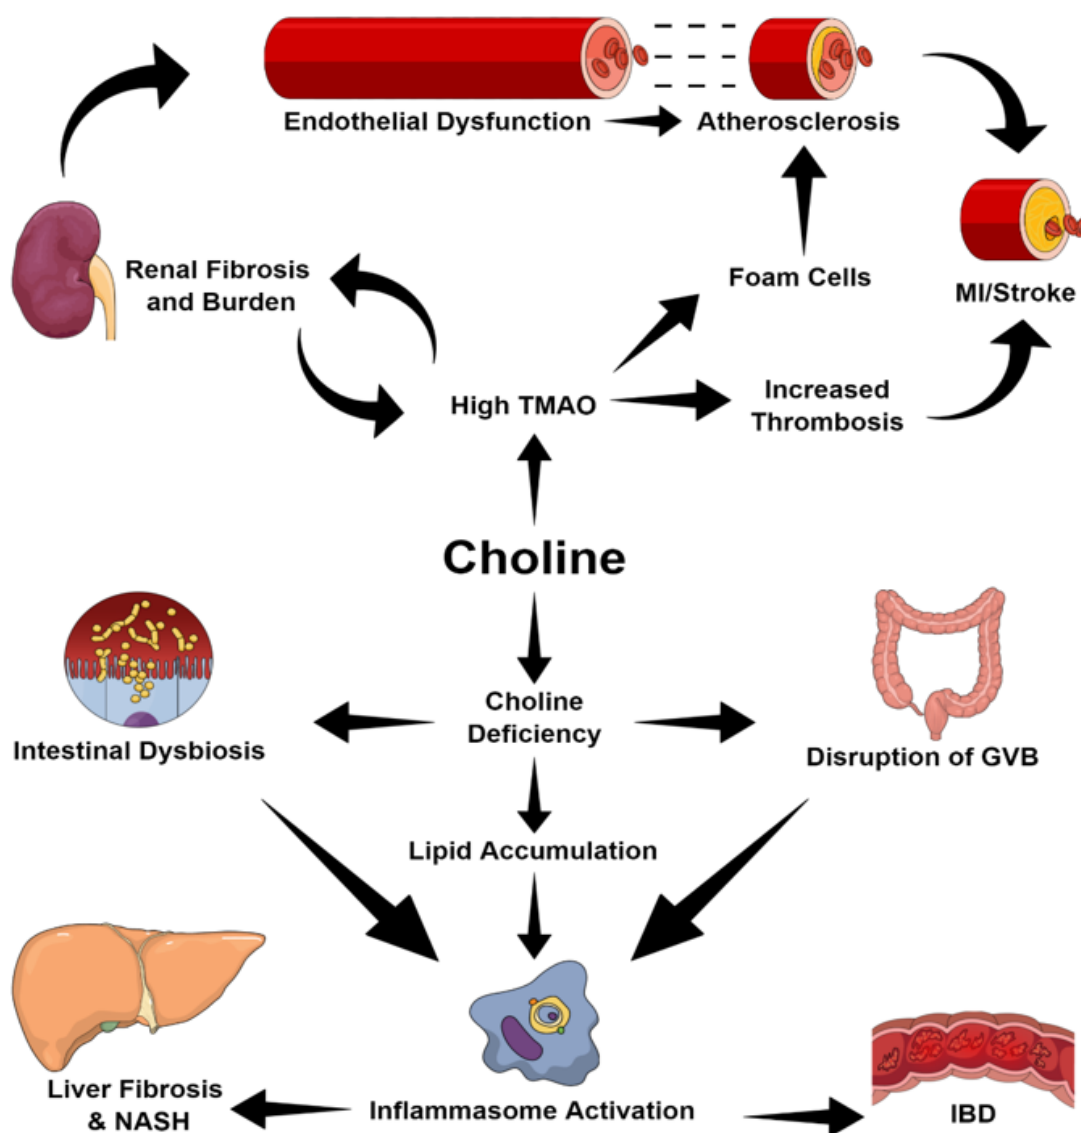 Endothelial Dysfunction
Atherosclerosis
Renal Fibrosis
and Burden
Foam Cells
MI/Stroke
High TMAO
Increased
Thrombosis
Choline
Choline
Deficiency
Intestinal Dysbiosis
Disruption of GVB
Lipid Accumulation
Liver Fibrosis
& NASH
Inflammasome Activation
IBD